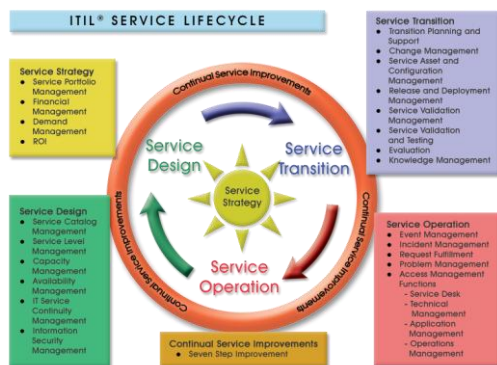 ITIL® SERVICE LIFECYCLE
Service Strategy
● Service Portfolio
Management
● Financial
Management
● Demand
Management
● ROI
Service Transition
● Transition Planning and
Support
● Change Management
● Service Asset and
Configuration
Management
● Release and Deployment
Management
● Service Validation
Management
● Service Validation
and Testing
● Evaluation
● Knowledge Management
Continual Service Improvements
Service
Design
Service
Transition
Service
Strategy
Service
Operation
Continual Service Improvements
Continual Service Improvements
Service Design
● Service Catalog
Management
● Service Level
Management
● Capacity
Management
● Availability
Management
● IT Service
Continuity
Management
● Information
Security
Management
Service Operation
● Event Management
● Incident Management
● Request Fulfillment
● Problem Management
● Access Management
Functions
- Service Desk
- Technical
Management
- Application
Management
- Operations
Management
Continual Service Improvements
● Seven Step Improvement